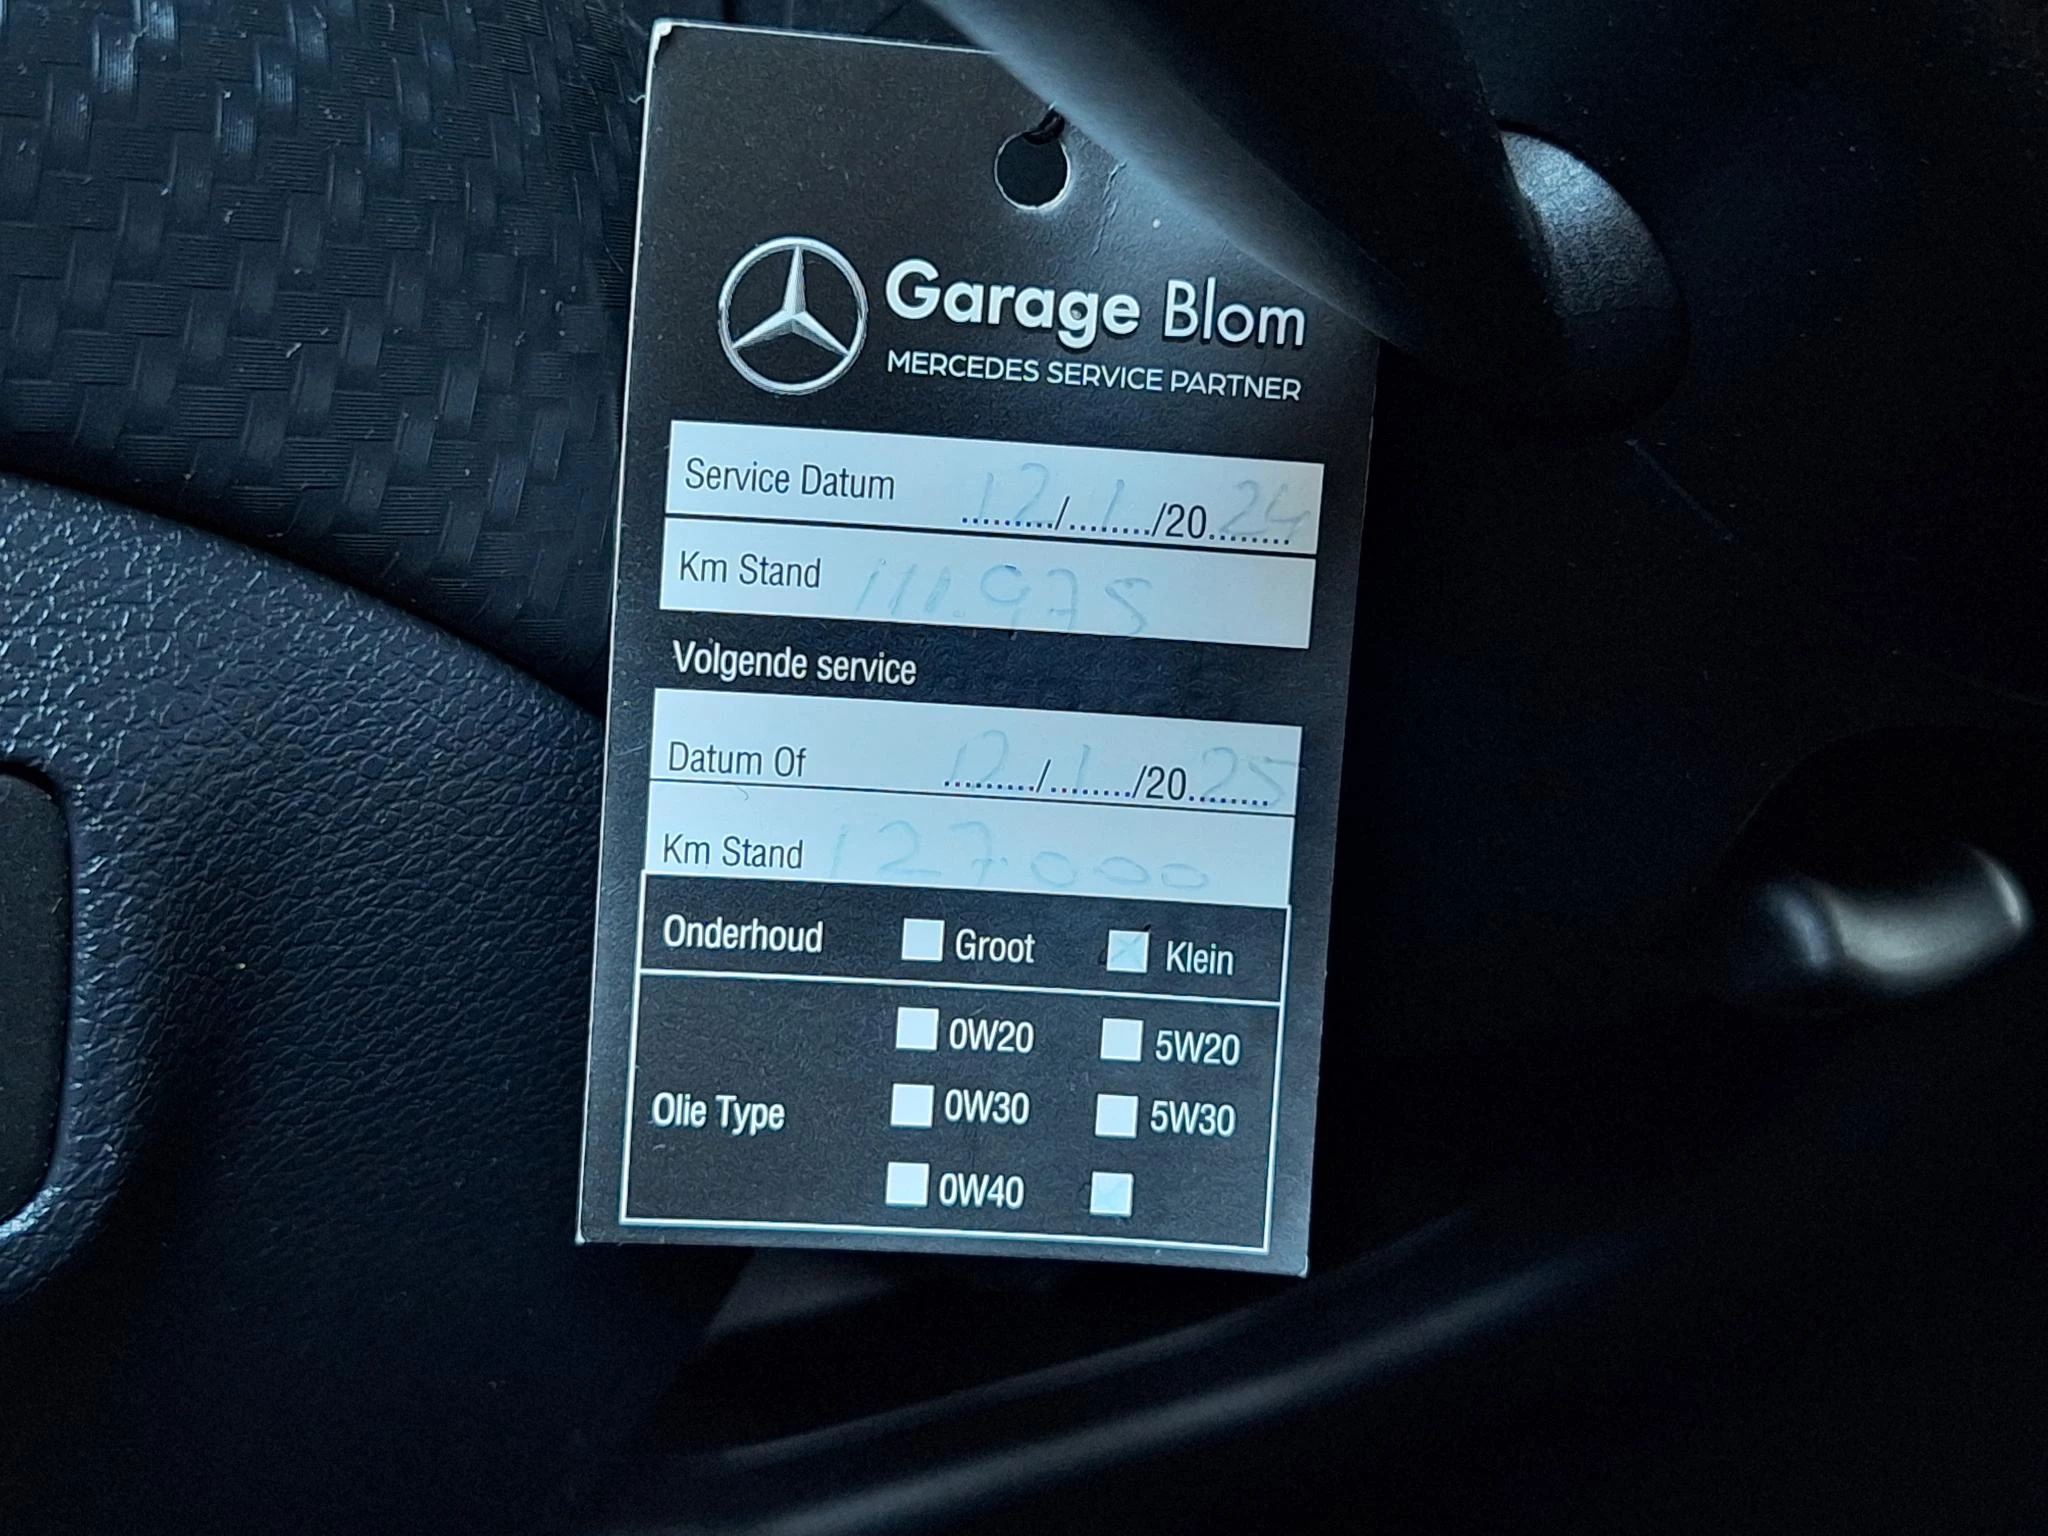 Garage Blom
MERCEDES SERVICE PARTNER
Service Datum 12/1/2024
Km Stand 111.975
Volgende service
Datum Of 12/1/2025
Km Stand 127.000
Onderhoud Groot Klein
0W20 5W20
Olie Type 0W30 5W30
0W40